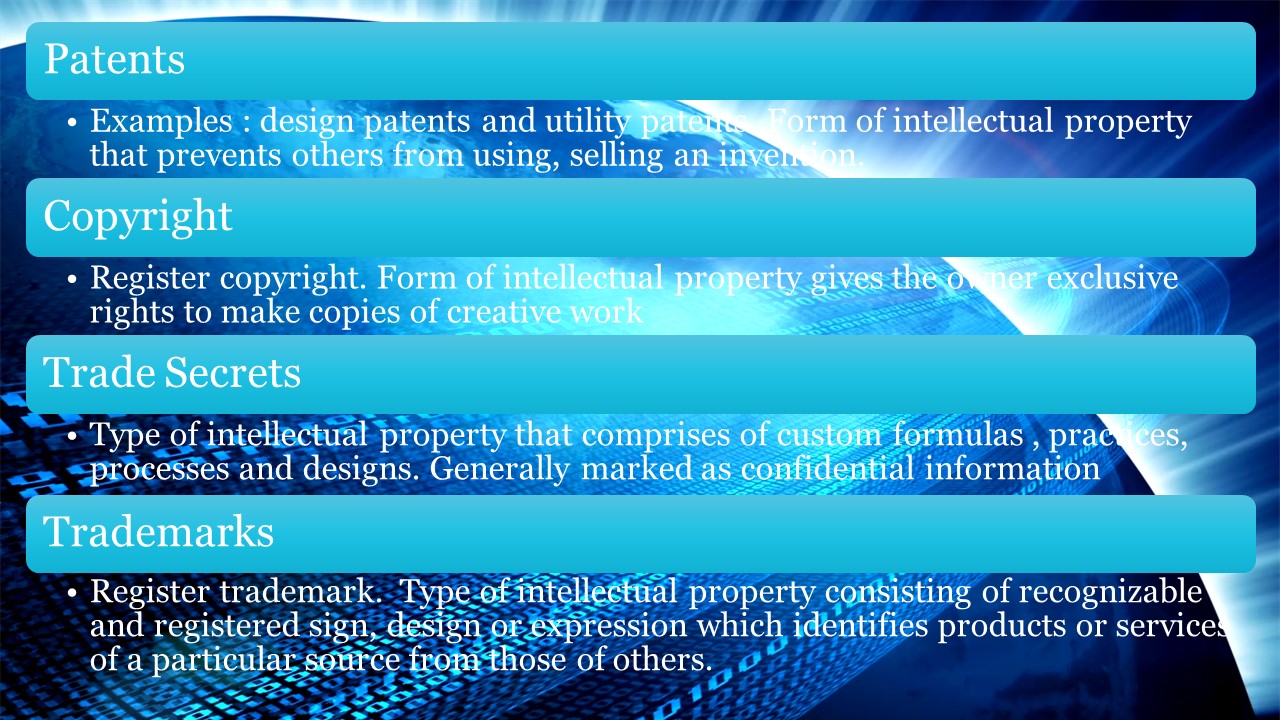 Patents
• Examples : design patents and utility patents. Form of intellectual property
that prevents others from using, selling an invention.
Copyright
• Register copyright. Form of intellectual property gives the owner exclusive
rights to make copies of creative work
Trade Secrets
• Type of intellectual property that comprises of custom formulas , practices,
processes and designs. Generally marked as confidential information
Trademarks
• Register trademark.  Type of intellectual property consisting of recognizable
and registered sign, design or expression which identifies products or services
of a particular source from those of others.